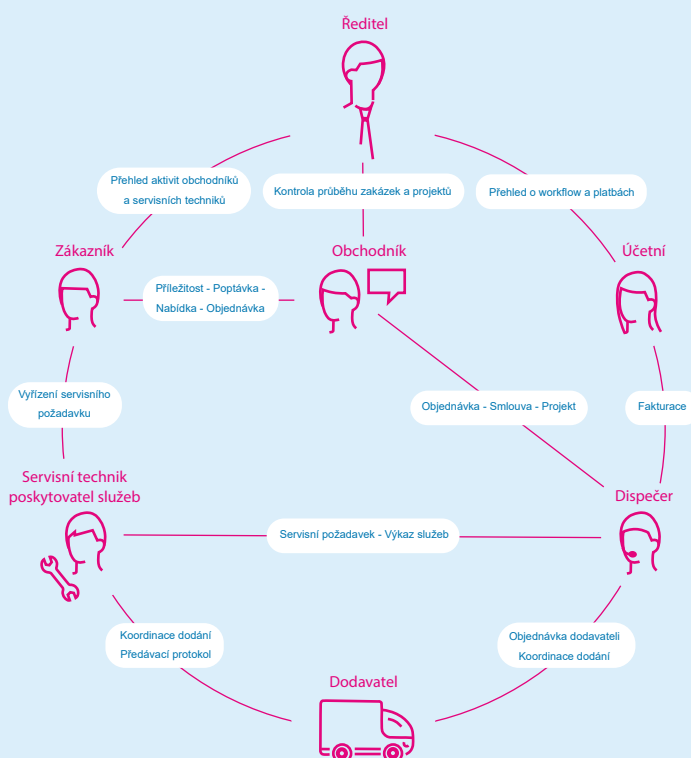 Ředitel
Přehled aktivit obchodníků
a servisních techniků
Kontrola průběhu zakázek a projektů
Přehled o workflow a platbách
Zákazník
Obchodník
Účetní
Příležitost - Poptávka -
Nabídka - Objednávka
Vyřízení servisního
požadavku
Objednávka - Smlouva - Projekt
Fakturace
Servisní technik
poskytovatel služeb
Dispečer
Servisní požadavek - Výkaz služeb
Koordinace dodání
Předávací protokol
Objednávka dodavateli
Koordinace dodání
Dodavatel